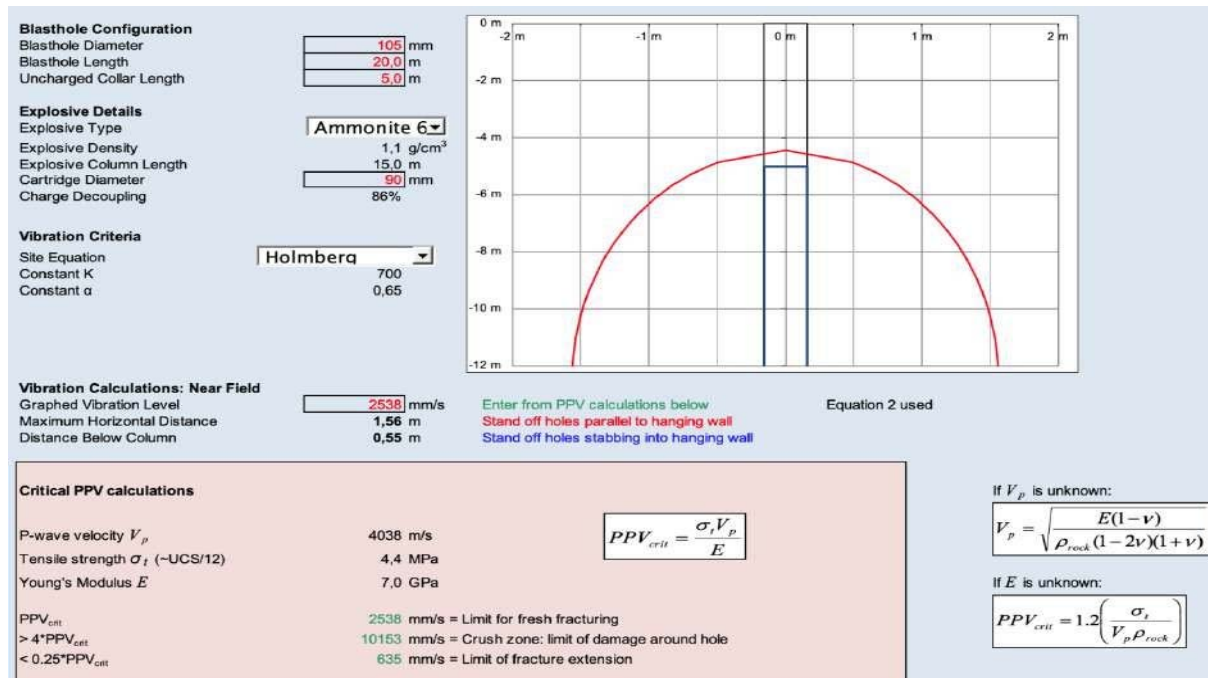 Blasthole Configuration
Blasthole Diameter 105 mm
Blasthole Length 20,0 m
Uncharged Collar Length 5,0 m
Explosive Details
Explosive Type Ammonite 6
Explosive Density 1,1 g/cm³
Explosive Column Length 15,0 m
Cartridge Diameter 90 mm
Charge Decoupling 86%
Vibration Criteria
Site Equation Holmberg
Constant K 700
Constant α 0,65
0 m
-2 m -1 m 0 m 1 m 2 m
-2 m
-4 m
-6 m
-8 m
-10 m
-12 m
Vibration Calculations: Near Field
Graphed Vibration Level 2538 mm/s Enter from PPV calculations below Equation 2 used
Maximum Horizontal Distance 1,56 m Stand off holes parallel to hanging wall
Distance Below Column 0,55 m Stand off holes stabbing into hanging wall
Critical PPV calculations
P-wave velocity V_p 4038 m/s
Tensile strength σ_t (~UCS/12) 4,4 MPa
Young's Modulus E 7,0 GPa
PPV_crit = σ_t V_p / E
PPV_crit 2538 mm/s = Limit for fresh fracturing
> 4*PPV_crit 10153 mm/s = Crush zone: limit of damage around hole
< 0.25*PPV_crit 635 mm/s = Limit of fracture extension
If V_p is unknown:
V_p = √(E(1-ν) / ρ_rock(1-2ν)(1+ν))
If E is unknown:
PPV_crit = 1.2(σ_t / V_p ρ_rock)